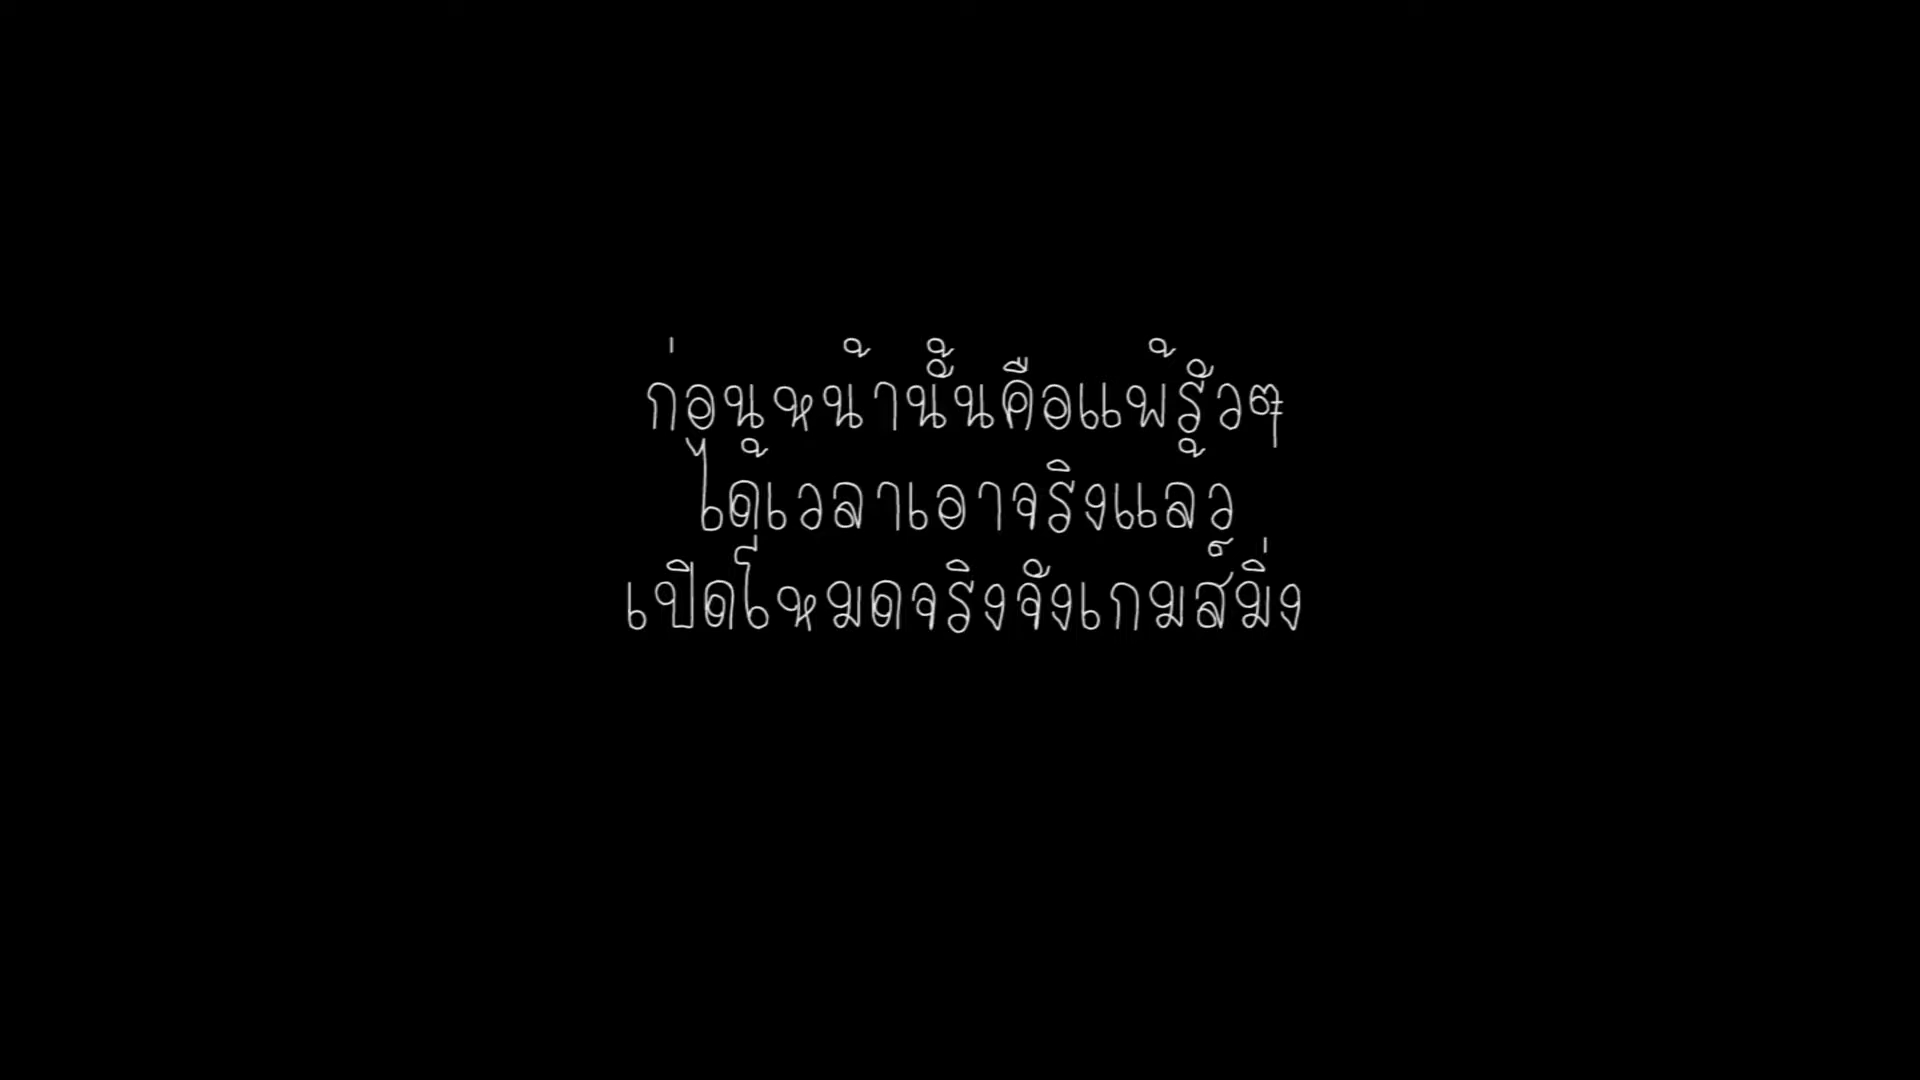 ก่อนหน้านั้นคือแพ้รัวๆ
ได้เวลาเอาจริงแล้ว
เปิดโหมดจริงจังเกมส์มิ่ง